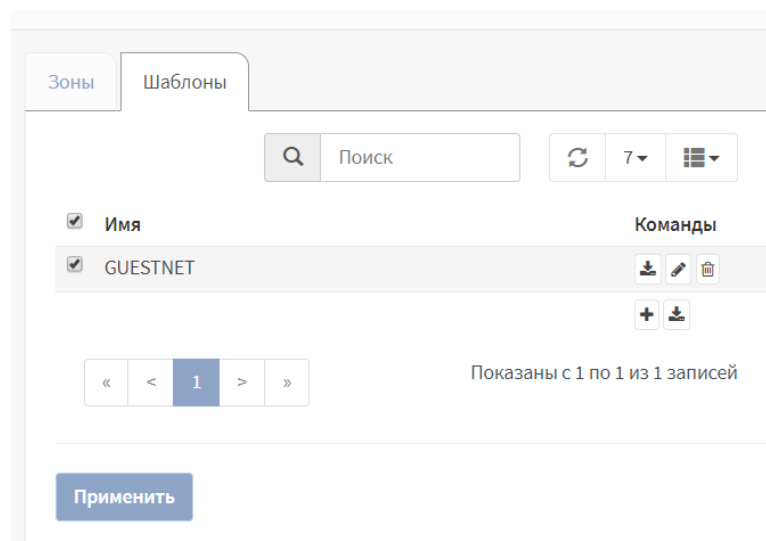 Зоны Шаблоны
Поиск 7
Имя Команды
GUESTNET
« < 1 > » Показаны с 1 по 1 из 1 записей
Применить